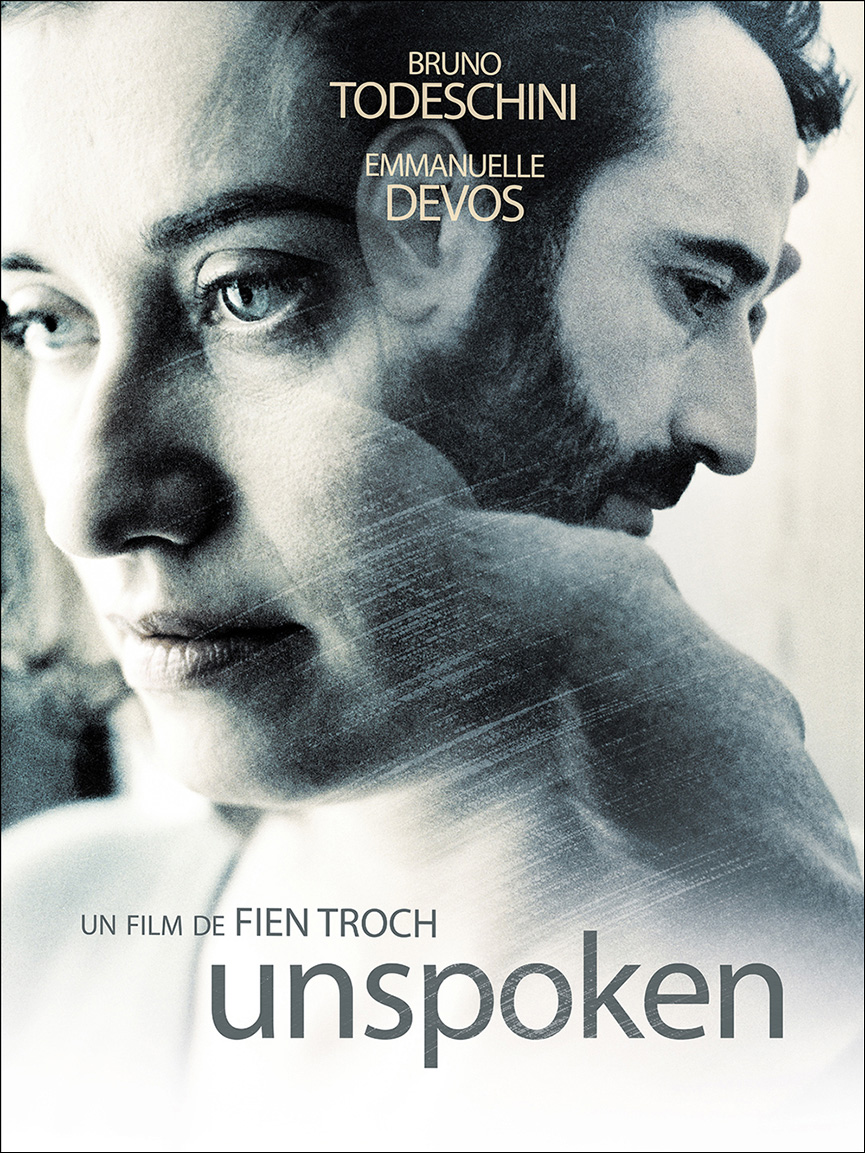 BRUNO
TODESCHINI
EMMANUELLE
DEVOS
UN FILM DE FIEN TROCH
unspoken